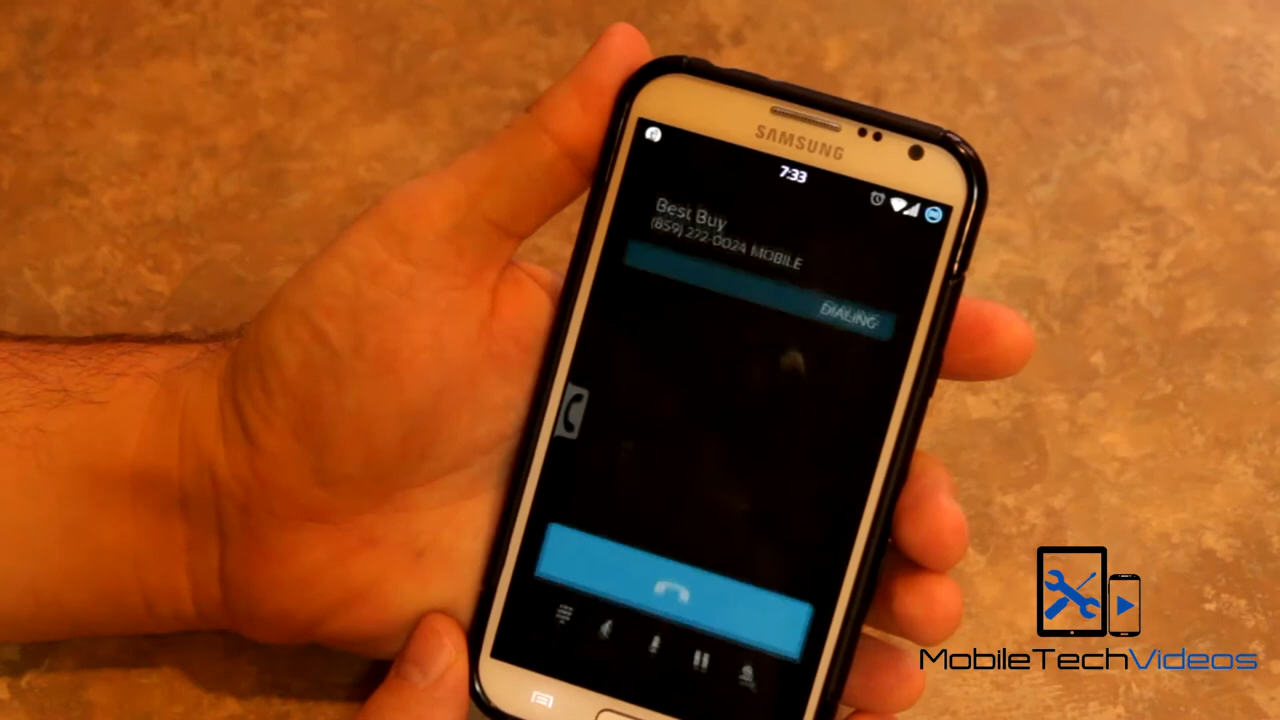 SAMSUNG
7:33
Best Buy
(859) 272-0024 MOBILE
DIALING
MobileTechVideos